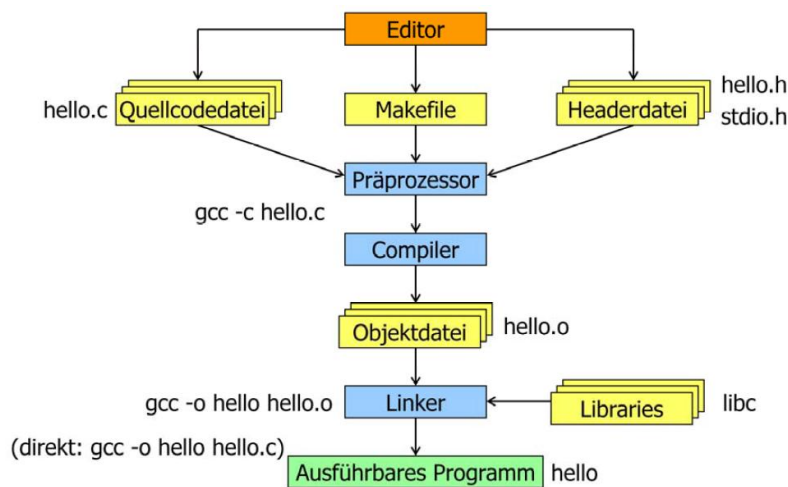 Editor
hello.c
Quellcodedatei
Makefile
Headerdatei
hello.h
stdio.h
Präprozessor
gcc -c hello.c
Compiler
Objektdatei
hello.o
gcc -o hello hello.o
Linker
Libraries
libc
(direkt: gcc -o hello hello.c)
Ausführbares Programm
hello